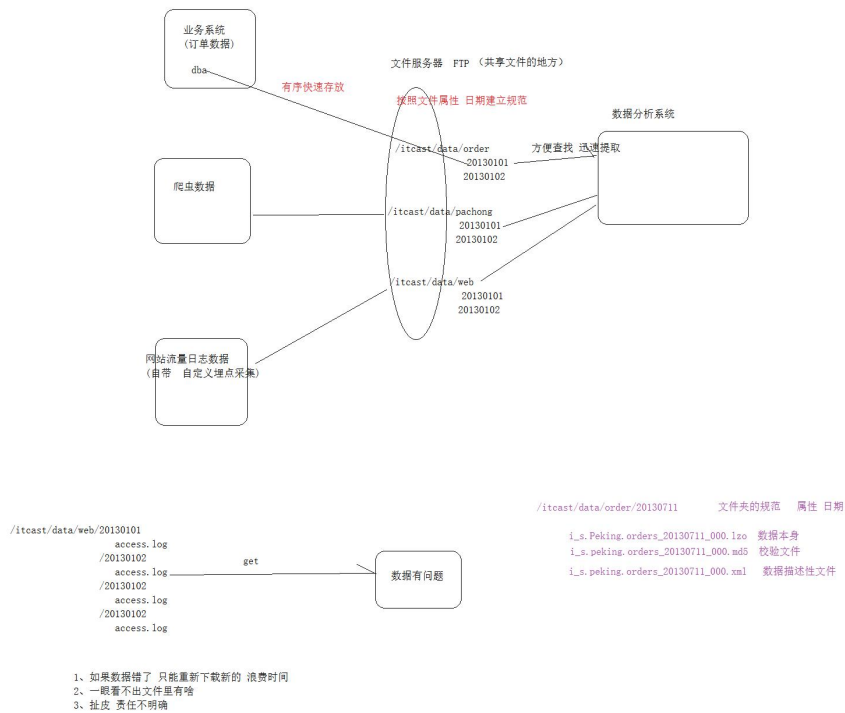 业务系统
(订单数据)
dba
有序快速存放
文件服务器 FTP （共享文件的地方）
按照文件属性 日期建立规范
数据分析系统
/itcast/data/order
20130101
20130102
方便查找 迅速提取
爬虫数据
/itcast/data/pachong
20130101
20130102
/itcast/data/web
20130101
20130102
网站流量日志数据
(自带 自定义埋点采集)
/itcast/data/web/20130101
access.log
/20130102
access.log
/20130102
access.log
/20130102
access.log
get
数据有问题
/itcast/data/order/20130711 文件夹的规范 属性 日期
i_s.Peking.orders_20130711_000.lzo 数据本身
i_s.peking.orders_20130711_000.md5 校验文件
i_s.peking.orders_20130711_000.xml 数据描述性文件
1、如果数据错了 只能重新下载新的 浪费时间
2、一眼看不出文件里有啥
3、扯皮 责任不明确